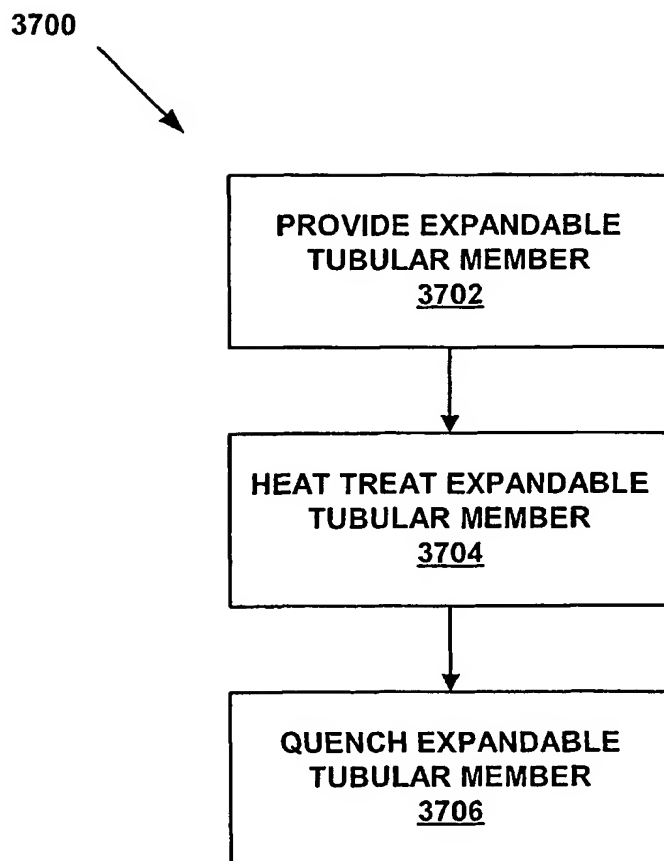 3700
PROVIDE EXPANDABLE
TUBULAR MEMBER
3702
HEAT TREAT EXPANDABLE
TUBULAR MEMBER
3704
QUENCH EXPANDABLE
TUBULAR MEMBER
3706